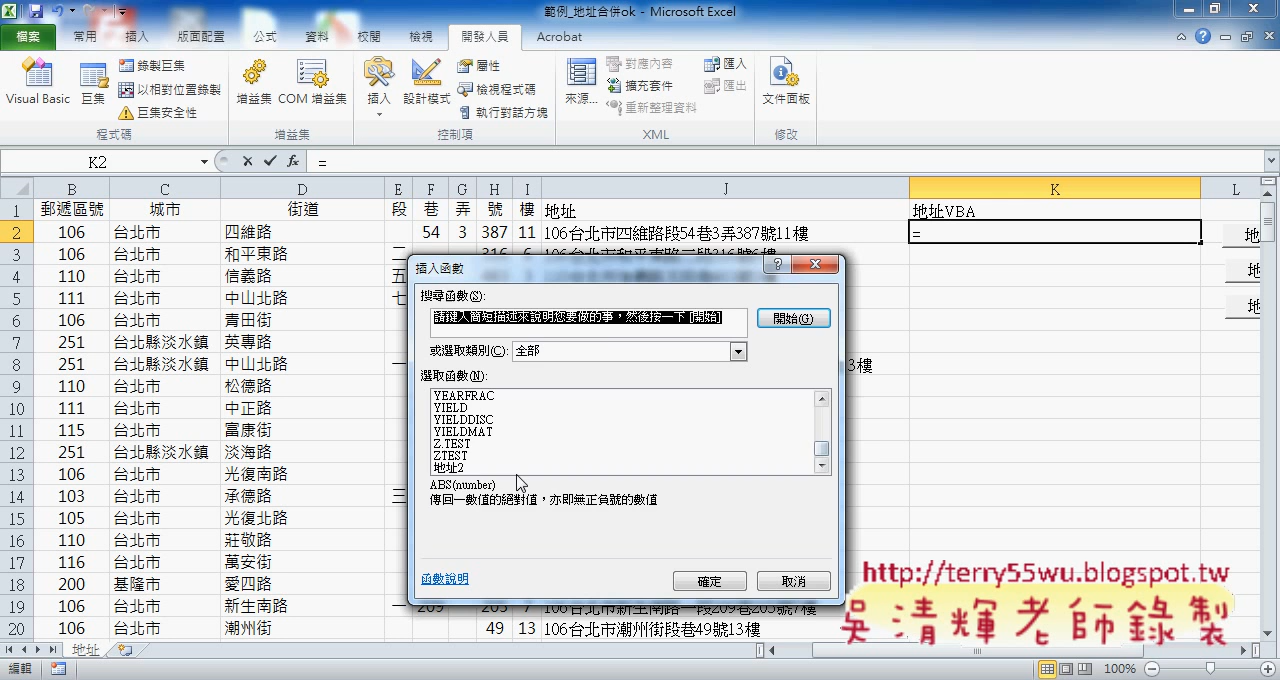 範例_地址合併ok - Microsoft Excel
檔案 常用 插入 版面配置 公式 資料 校閱 檢視 開發人員 Acrobat
Visual Basic 巨集 錄製巨集 以相對位置錄製 巨集安全性 增益集 COM 增益集 插入 設計模式 屬性 檢視程式碼 執行對話方塊 來源... 對應內容 擴充套件 重新整理資料 匯入 匯出 文件面板
程式碼 增益集 控制項 XML 修改
K2 fx =
B C D E F G H I J K L
1 郵遞區號 城市 街道 段 巷 弄 號 樓 地址 地址VBA
2 106 台北市 四維路 54 3 387 11 106台北市四維路段54巷3弄387號11樓 = 地
3 106 台北市 和平東路 二
4 110 台北市 信義路 五 地
5 111 台北市 中山北路 七
6 106 台北市 青田街 地
7 251 台北縣淡水鎮 英專路
8 251 台北縣淡水鎮 中山北路 一 3樓
9 110 台北市 松德路
10 111 台北市 中正路
11 115 台北市 富康街
12 251 台北縣淡水鎮 淡海路
13 106 台北市 光復南路
14 103 台北市 承德路 三
15 105 台北市 光復北路
16 110 台北市 莊敬路
17 116 台北市 萬安街
18 200 基隆市 愛四路
19 106 台北市 新生南路 一 209 205 7 106台北市新生南路一段209巷205號7樓
20 106 台北市 潮州街 49 13 106台北市潮州街段巷49號13樓
插入函數
搜尋函數(S):
請鍵入簡短描述來說明您要做的事，然後按一下 [開始]
開始(G)
或選取類別(C): 全部
選取函數(N):
YEARFRAC
YIELD
YIELDDISC
YIELDMAT
Z.TEST
ZTEST
地址2
ABS(number)
傳回一數值的絕對值，亦即無正負號的數值
函數說明 確定 取消
http://terry55wu.blogspot.tw
吳清輝老師錄製
地址
編輯 100%